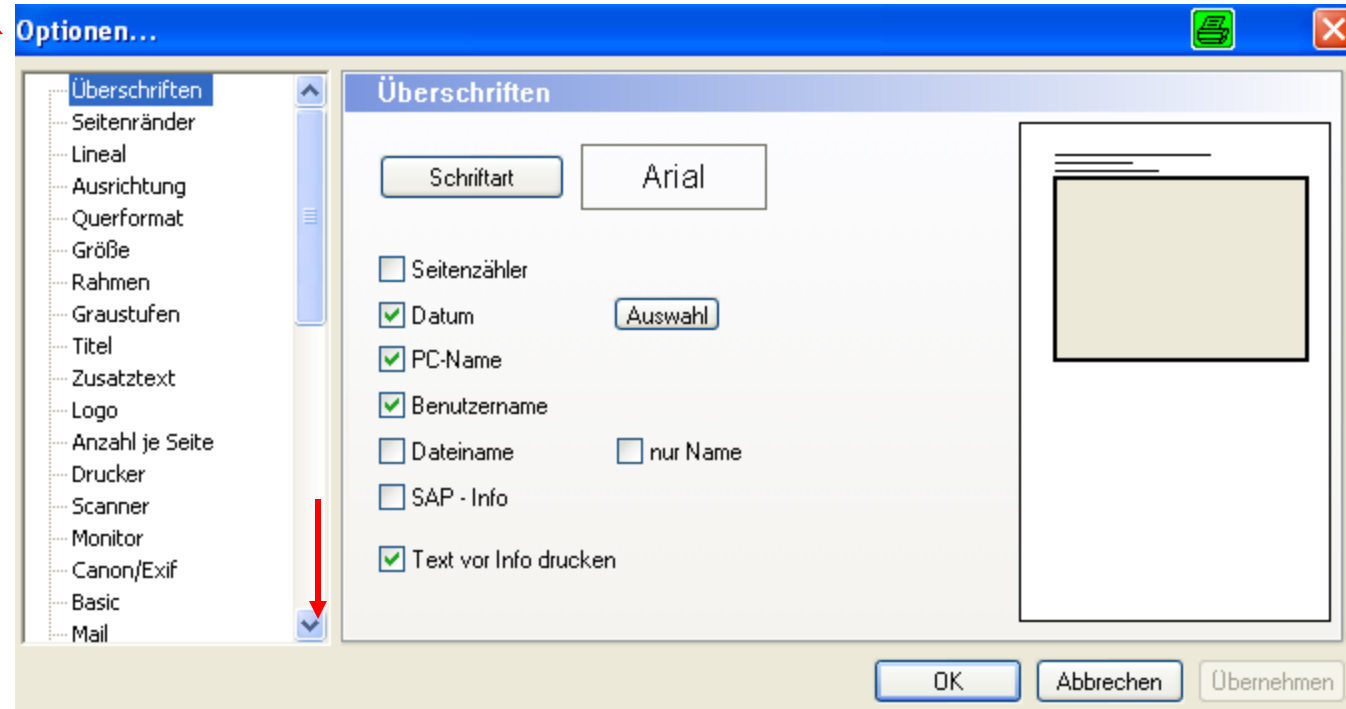 Optionen...
Überschriften
Seitenränder
Lineal
Ausrichtung
Querformat
Größe
Rahmen
Graustufen
Titel
Zusatztext
Logo
Anzahl je Seite
Drucker
Scanner
Monitor
Canon/Exif
Basic
Mail
Überschriften
Schriftart Arial
Seitenzähler
Datum Auswahl
PC-Name
Benutzername
Dateiname nur Name
SAP - Info
Text vor Info drucken
OK Abbrechen Übernehmen